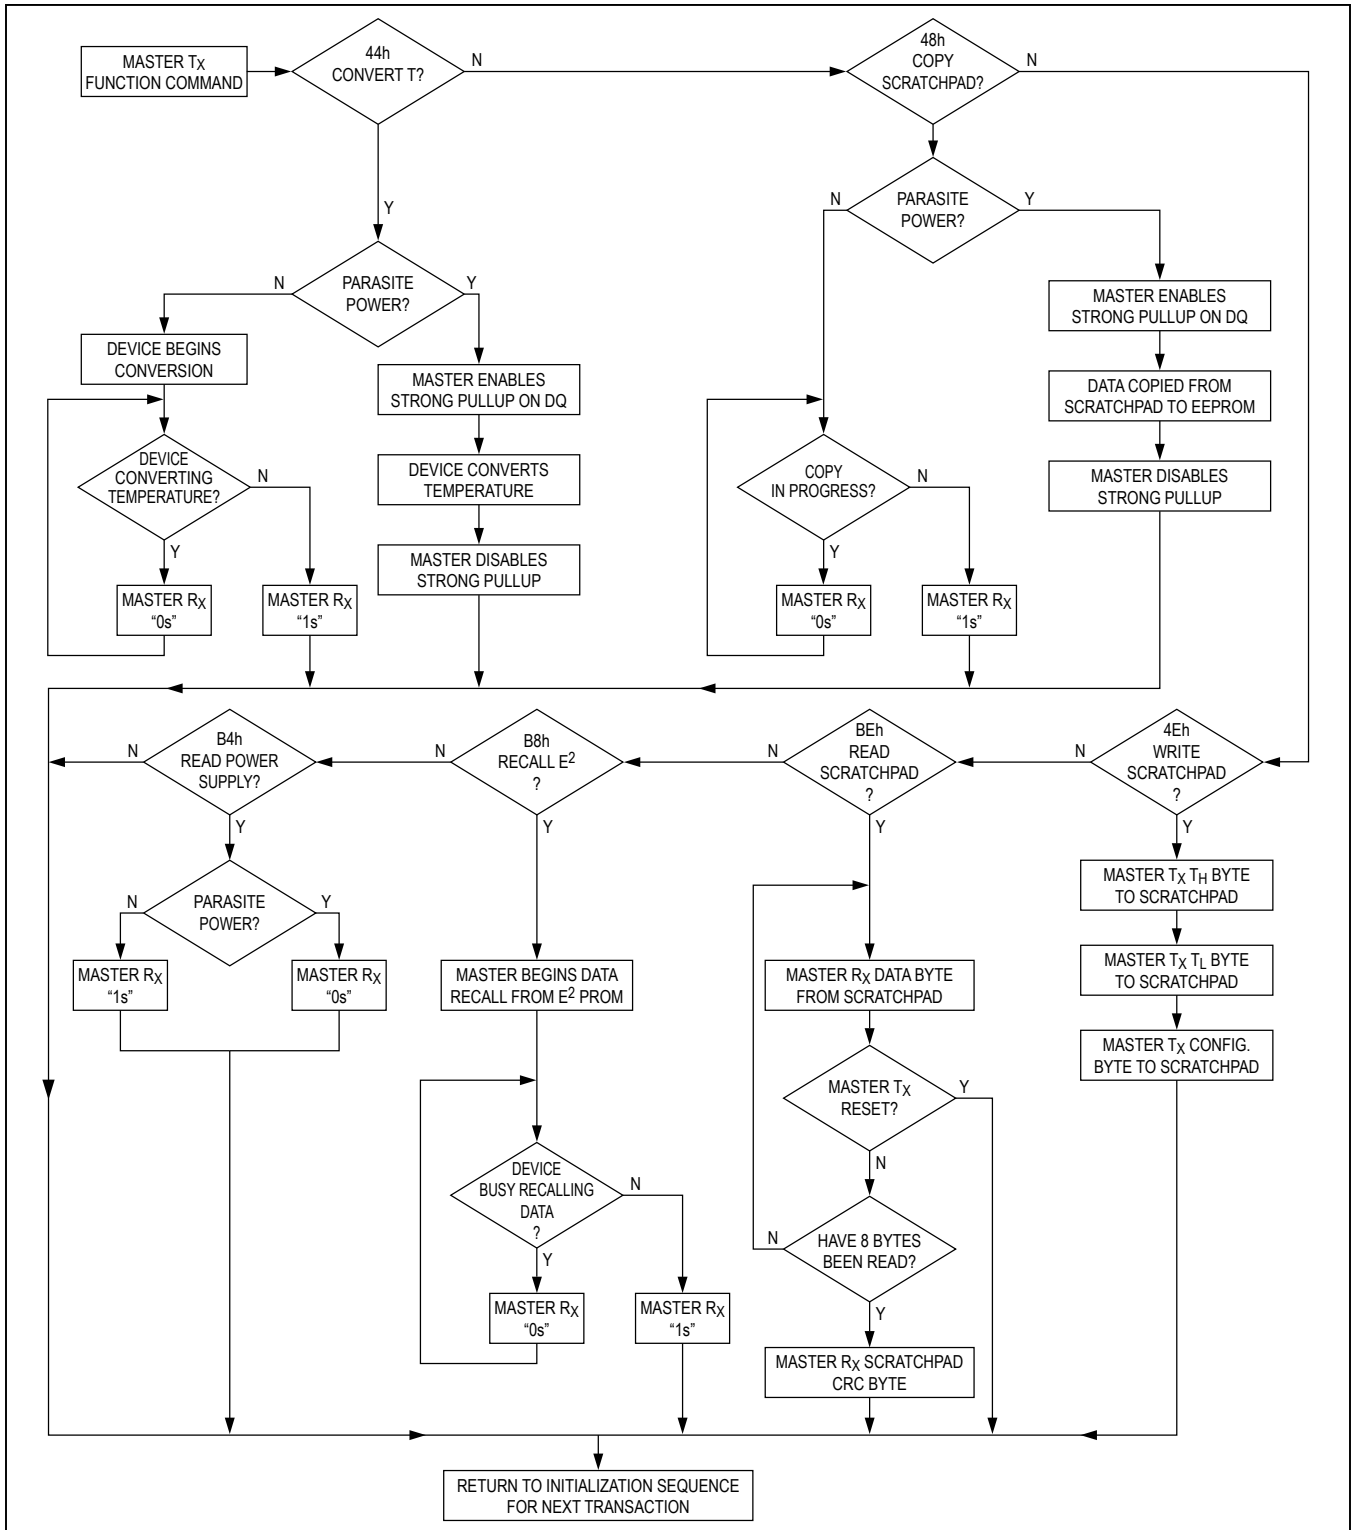 MASTER TX
FUNCTION COMMAND
44h
CONVERT T?
N
Y
48h
COPY
SCRATCHPAD?
N
PARASITE
POWER?
N
Y
DEVICE BEGINS
CONVERSION
DEVICE
CONVERTING
TEMPERATURE?
N
Y
MASTER RX
“0s”
MASTER RX
“1s”
MASTER ENABLES
STRONG PULLUP ON DQ
DEVICE CONVERTS
TEMPERATURE
MASTER DISABLES
STRONG PULLUP
PARASITE
POWER?
N
Y
COPY
IN PROGRESS?
N
Y
MASTER RX
“0s”
MASTER RX
“1s”
MASTER ENABLES
STRONG PULLUP ON DQ
DATA COPIED FROM
SCRATCHPAD TO EEPROM
MASTER DISABLES
STRONG PULLUP
B4h
READ POWER
SUPPLY?
N
Y
B8h
RECALL E2
?
N
Y
BEh
READ
SCRATCHPAD
?
N
Y
4Eh
WRITE
SCRATCHPAD
?
N
Y
PARASITE
POWER?
N
Y
MASTER RX
“1s”
MASTER RX
“0s”
MASTER BEGINS DATA
RECALL FROM E2 PROM
DEVICE
BUSY RECALLING
DATA
?
N
Y
MASTER RX
“0s”
MASTER RX
“1s”
MASTER RX DATA BYTE
FROM SCRATCHPAD
MASTER TX
RESET?
Y
N
HAVE 8 BYTES
BEEN READ?
N
Y
MASTER RX SCRATCHPAD
CRC BYTE
MASTER TX TH BYTE
TO SCRATCHPAD
MASTER TX TL BYTE
TO SCRATCHPAD
MASTER TX CONFIG.
BYTE TO SCRATCHPAD
RETURN TO INITIALIZATION SEQUENCE
FOR NEXT TRANSACTION